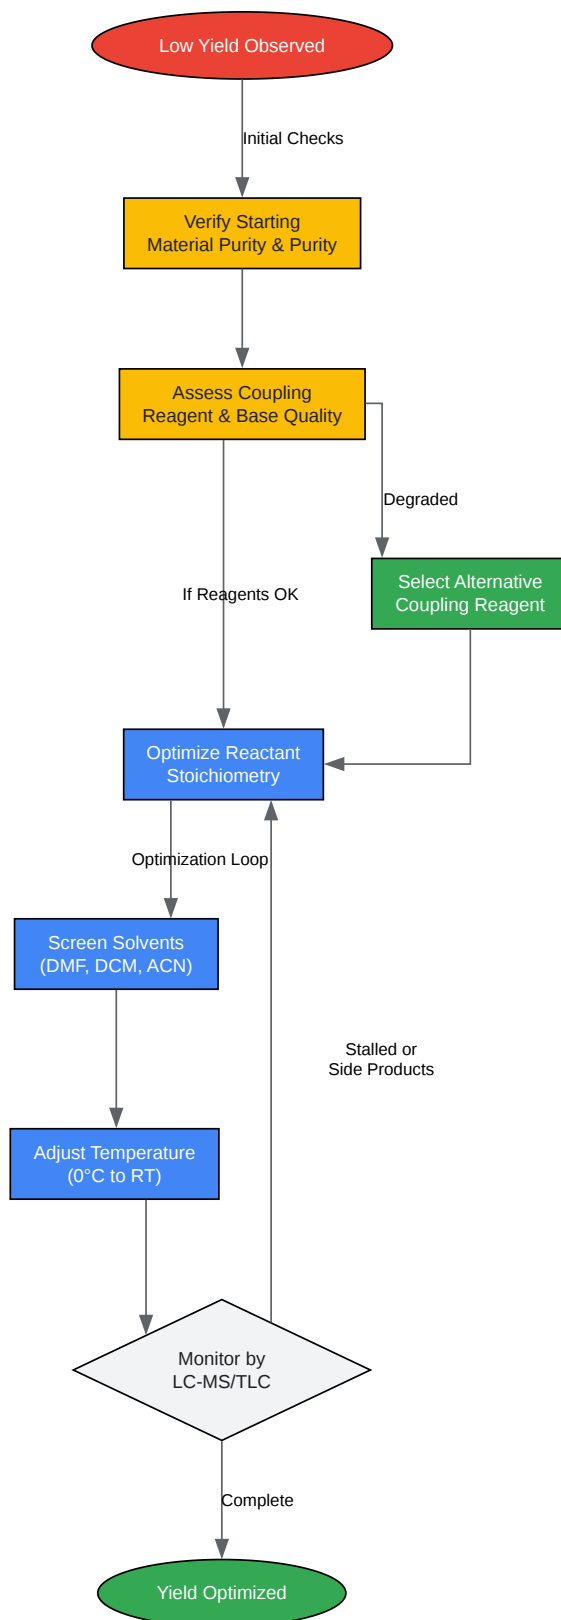 Low Yield Observed
Initial Checks
Verify Starting
Material Purity & Purity
Assess Coupling
Reagent & Base Quality
Degraded
Select Alternative
Coupling Reagent
If Reagents OK
Optimize Reactant
Stoichiometry
Optimization Loop
Screen Solvents
(DMF, DCM, ACN)
Stalled or
Side Products
Adjust Temperature
(0°C to RT)
Monitor by
LC-MS/TLC
Complete
Yield Optimized